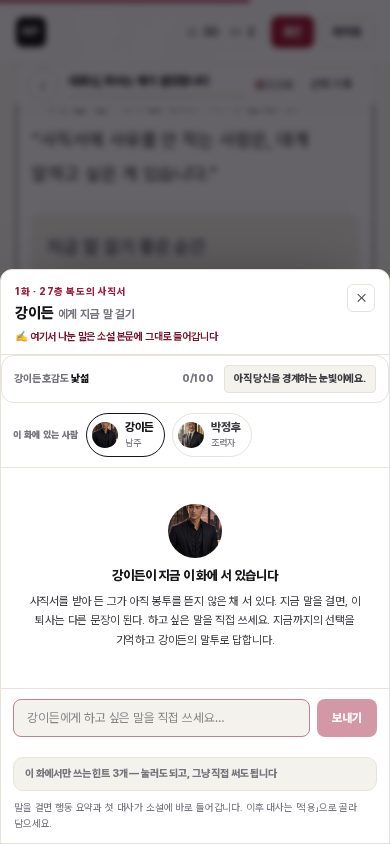 "사직서에 사유를 안 적는 사람은, 대게
말하고 싶은 게 있습니다."
지금 말 걸기 좋은 순간
1화 · 27층 복도의 사직서
강이든 에게 지금 말 걸기
✍️ 여기서 나눈 말은 소설 본문에 그대로 들어갑니다
강이든 호감도 낯섦 0/100 아직 당신을 경계하는 눈빛이에요.
이 화에 있는 사람
강이든
남주
박정후
조력자
강이든이 지금 이 화에 서 있습니다
사직서를 받아 든 그가 아직 봉투를 뜯지 않은 채 서 있다. 지금 말을 걸면, 이
퇴사는 다른 문장이 된다. 하고 싶은 말을 직접 쓰세요. 지금까지의 선택을
기억하고 강이든의 말투로 답합니다.
강이든에게 하고 싶은 말을 직접 쓰세요...
보내기
이 화에서만 쓰는 힌트 3개 — 눌러도 되고, 그냥 직접 써도 됩니다
말을 걸면 행동 요약과 첫 대사가 소설에 바로 들어갑니다. 이후 대사는 「적용」으로 골라
담으세요.